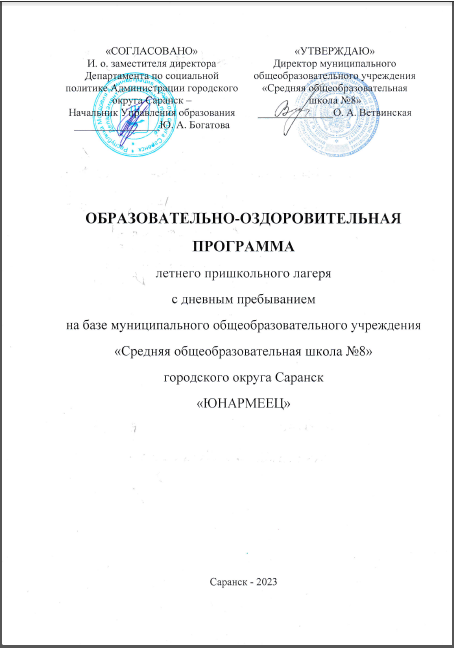 «СОГЛАСОВАНО»
И. о. заместителя директора
Департамента по социальной
политике Администрации городского
округа Саранск –
Начальник Управления образования
Ю. А. Богатова
«УТВЕРЖДАЮ»
Директор муниципального
общеобразовательного учреждения
«Средняя общеобразовательная
школа №8»
О. А. Ветвинская
ОБРАЗОВАТЕЛЬНО-ОЗДОРОВИТЕЛЬНАЯ
ПРОГРАММА
летнего пришкольного лагеря
с дневным пребыванием
на базе муниципального общеобразовательного учреждения
«Средняя общеобразовательная школа №8»
городского округа Саранск
«ЮНАРМЕЕЦ»
Саранск - 2023